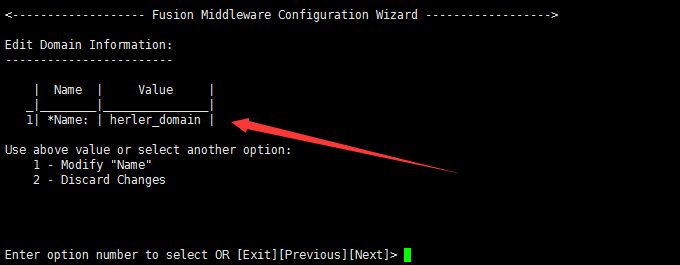 <------------------- Fusion Middleware Configuration Wizard ------------------>
Edit Domain Information:
------------------------
| Name | Value |
_|________|_______________|
1| *Name: | herler_domain |
Use above value or select another option:
1 - Modify "Name"
2 - Discard Changes
Enter option number to select OR [Exit][Previous][Next]>